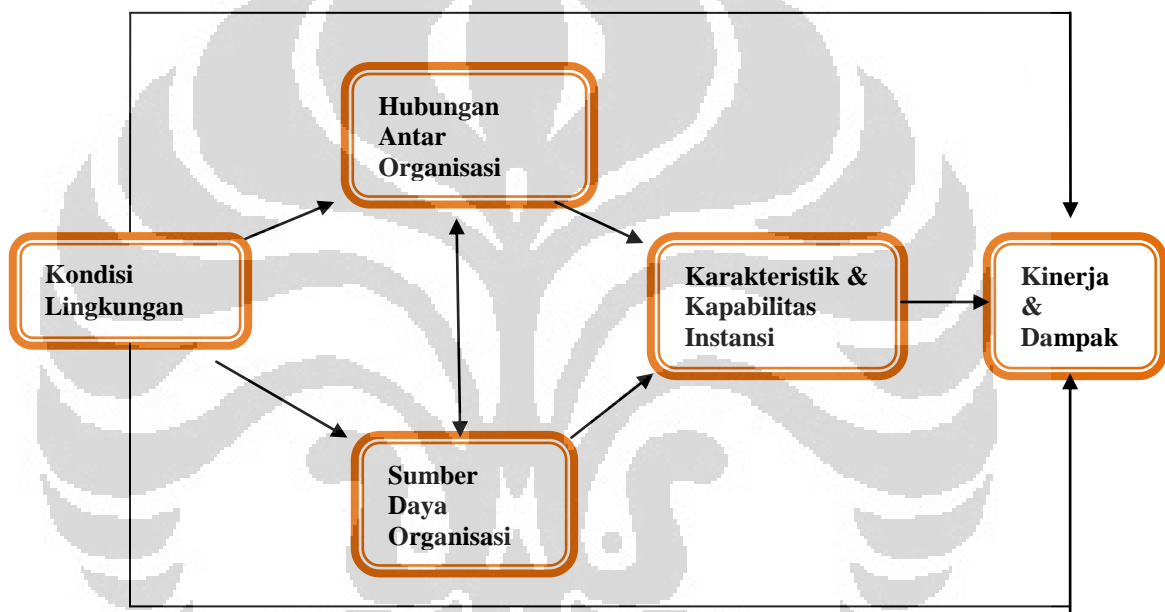 Hubungan
Antar
Organisasi
Kondisi
Lingkungan
Karakteristik &
Kapabilitas
Instansi
Kinerja
&
Dampak
Sumber
Daya
Organisasi